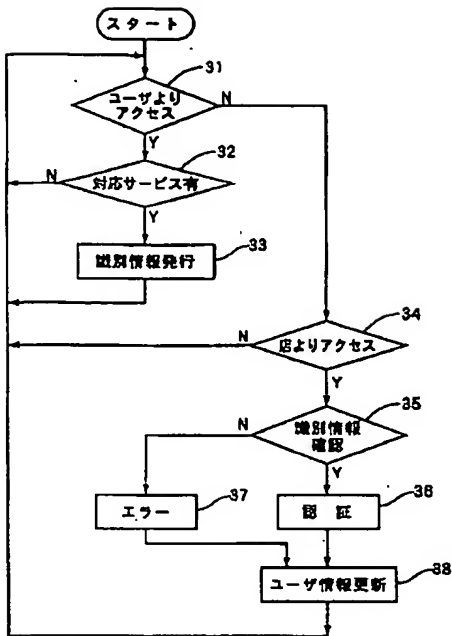 スタート
31
ユーザより
アクセス
N
Y
32
対応サービス有
N
Y
33
識別情報発行
34
店よりアクセス
N
Y
35
識別情報
確認
N
Y
37
エラー
36
認証
38
ユーザ情報更新